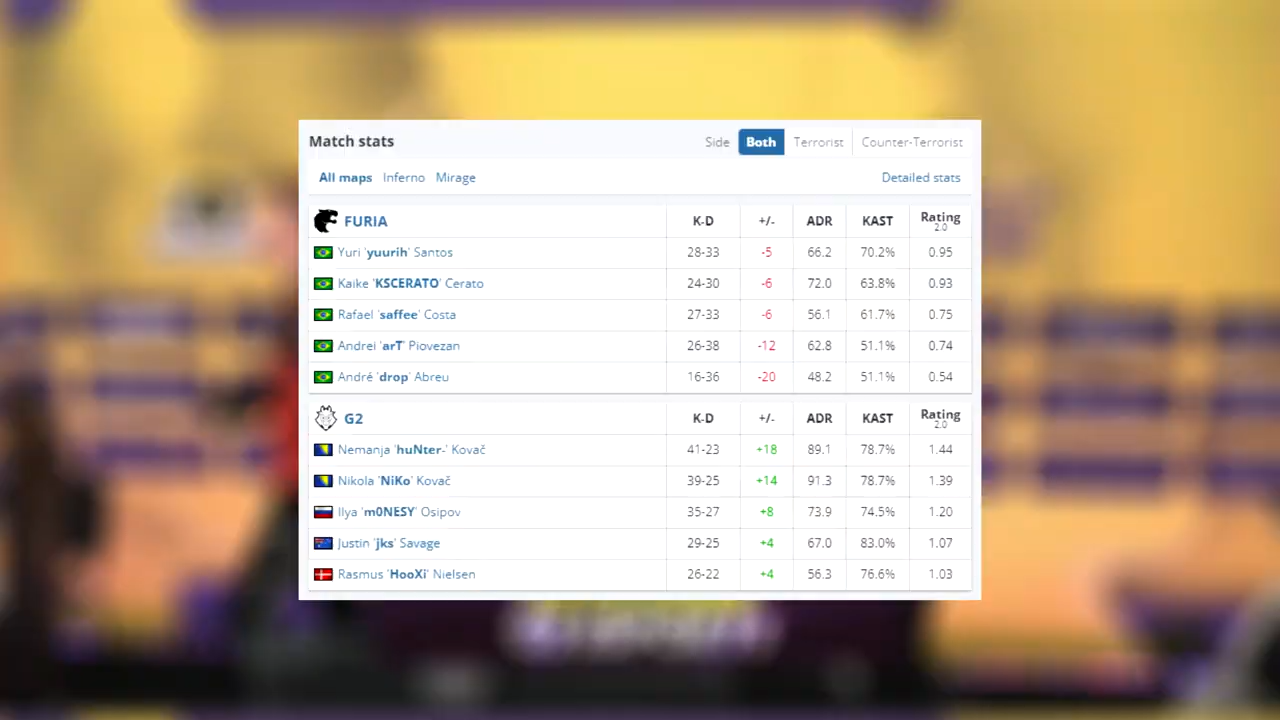 Match stats Side Both Terrorist Counter-Terrorist
All maps Inferno Mirage Detailed stats
FURIA K-D +/- ADR KAST Rating 2.0
Yuri 'yuurih' Santos 28-33 -5 66.2 70.2% 0.95
Kaike 'KSCERATO' Cerato 24-30 -6 72.0 63.8% 0.93
Rafael 'saffee' Costa 27-33 -6 56.1 61.7% 0.75
Andrei 'arT' Piovezan 26-38 -12 62.8 51.1% 0.74
André 'drop' Abreu 16-36 -20 48.2 51.1% 0.54
G2 K-D +/- ADR KAST Rating 2.0
Nemanja 'huNter-' Kovač 41-23 +18 89.1 78.7% 1.44
Nikola 'NiKo' Kovač 39-25 +14 91.3 78.7% 1.39
Ilya 'm0NESY' Osipov 35-27 +8 73.9 74.5% 1.20
Justin 'jks' Savage 29-25 +4 67.0 83.0% 1.07
Rasmus 'HooXi' Nielsen 26-22 +4 56.3 76.6% 1.03